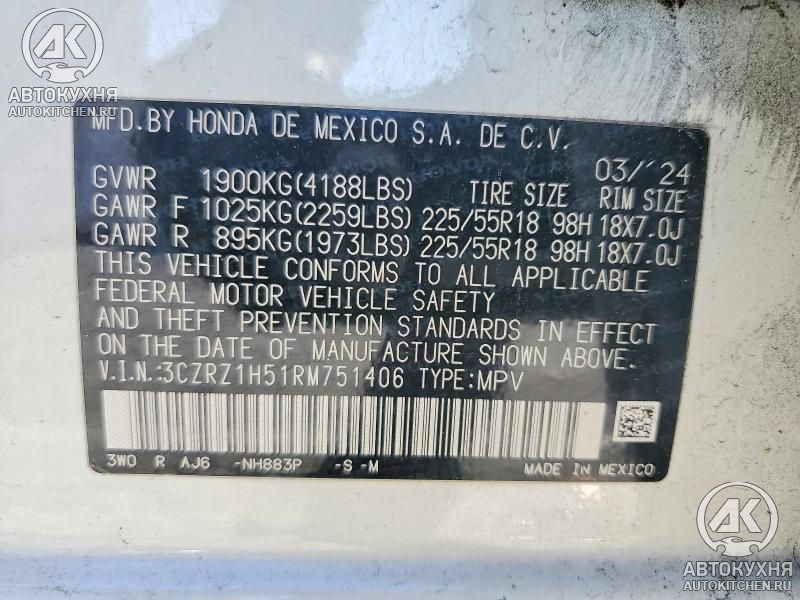 АК
АВТОКУХНЯ
AUTOKITCHEN.RU
MFD.BY HONDA DE MEXICO S.A. DE C.V.
03/'24
GVWR 1900KG(4188LBS) TIRE SIZE RIM SIZE
GAWR F 1025KG(2259LBS) 225/55R18 98H 18X7.0J
GAWR R 895KG(1973LBS) 225/55R18 98H 18X7.0J
THIS VEHICLE CONFORMS TO ALL APPLICABLE
FEDERAL MOTOR VEHICLE SAFETY
AND THEFT PREVENTION STANDARDS IN EFFECT
ON THE DATE OF MANUFACTURE SHOWN ABOVE.
V.I.N.:3CZRZ1H51RM751406 TYPE:MPV
3W0 R AJ6 -NH883P -S -M MADE IN MEXICO
АК
АВТОКУХНЯ
AUTOKITCHEN.RU